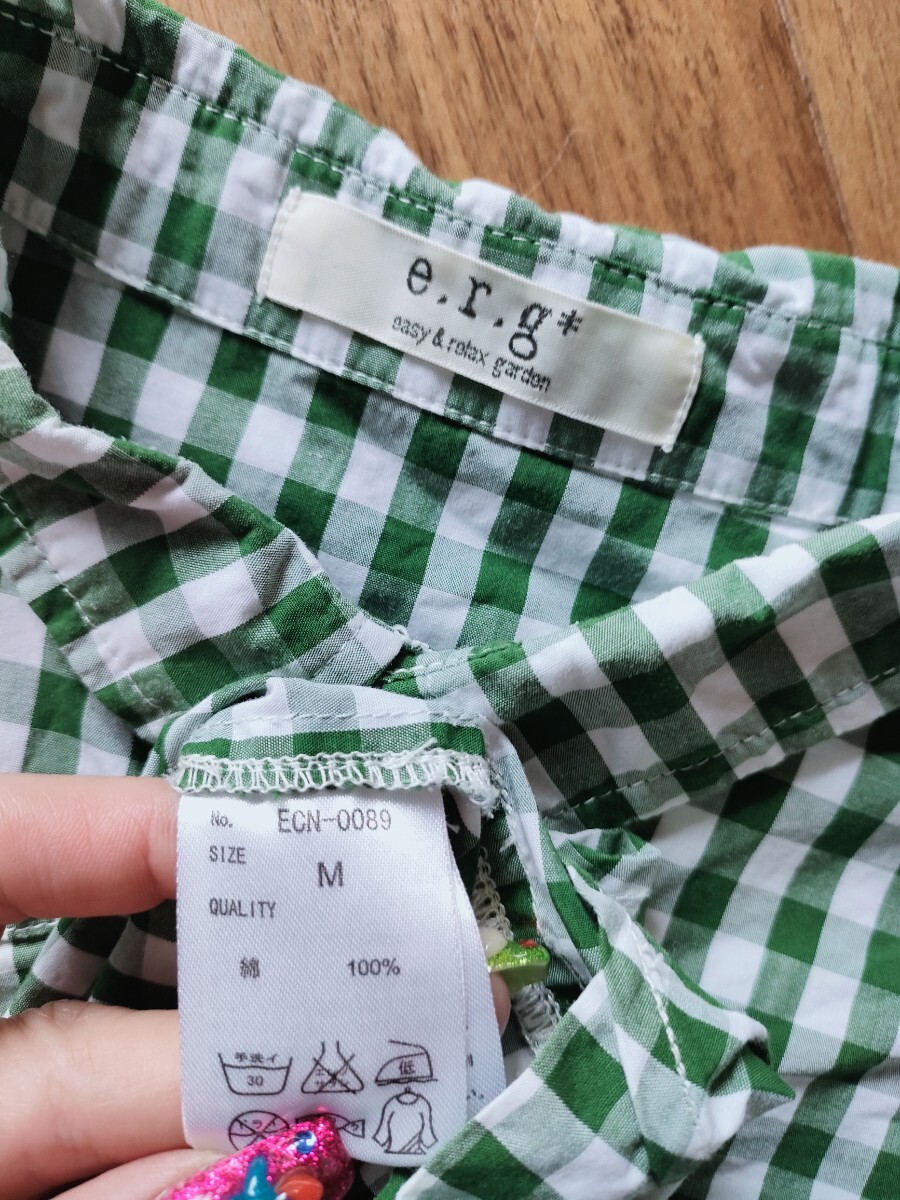 e.r.g*
easy & relax garden
No. ECN-0089
SIZE
M
QUALITY
綿 100%
手洗イ
30
低